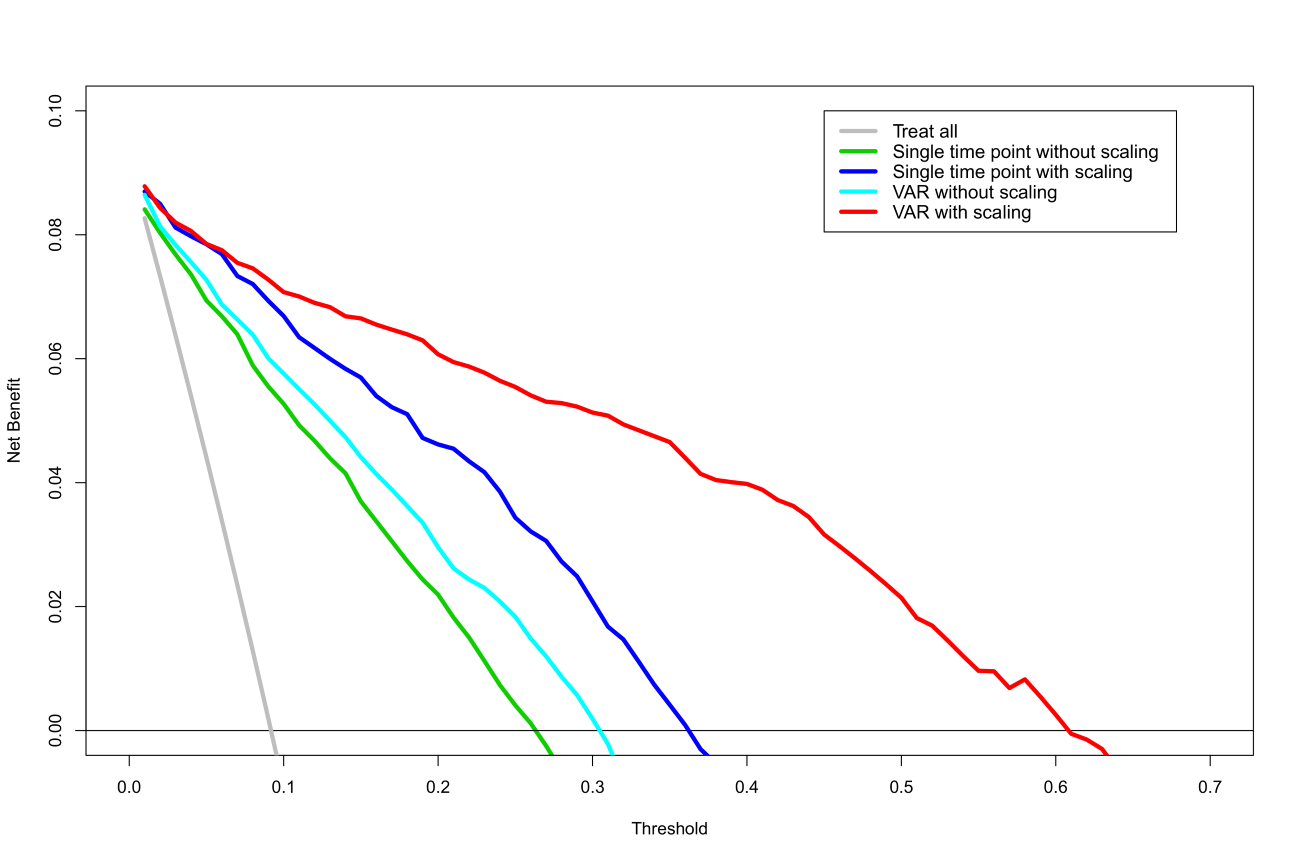 Treat all
Single time point without scaling
Single time point with scaling
VAR without scaling
VAR with scaling
Net Benefit
0.10
0.08
0.06
0.04
0.02
0.00
0.0 0.1 0.2 0.3 0.4 0.5 0.6 0.7
Threshold